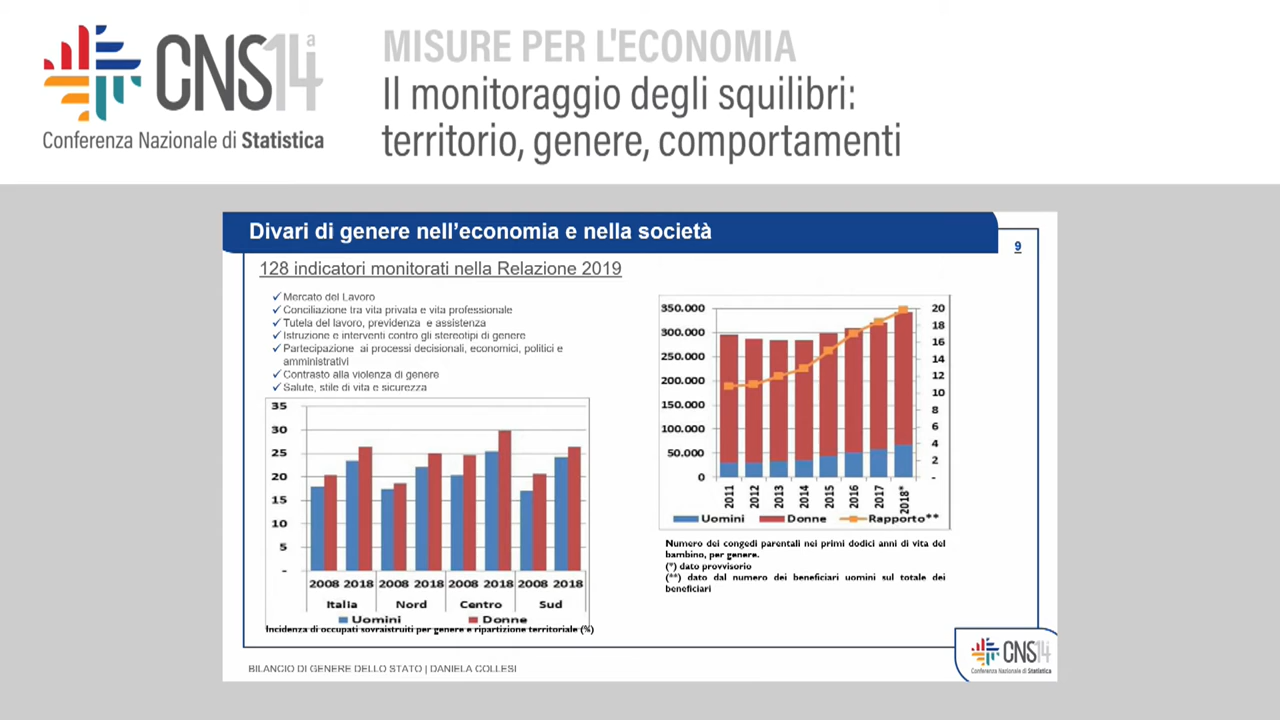 CNS14ª
Conferenza Nazionale di Statistica
MISURE PER L'ECONOMIA
Il monitoraggio degli squilibri:
territorio, genere, comportamenti
Divari di genere nell'economia e nella società
9
128 indicatori monitorati nella Relazione 2019
✓Mercato del Lavoro
✓Conciliazione tra vita privata e vita professionale
✓Tutela del lavoro, previdenza e assistenza
✓Istruzione e interventi contro gli stereotipi di genere
✓Partecipazione ai processi decisionali, economici, politici e
amministrativi
✓Contrasto alla violenza di genere
✓Salute, stile di vita e sicurezza
35
30
25
20
15
10
5
-
2008 2018 2008 2018 2008 2018 2008 2018
Italia Nord Centro Sud
Uomini Donne
Incidenza di occupati sovraistruiti per genere e ripartizione territoriale (%)
350.000
300.000
250.000
200.000
150.000
100.000
50.000
0
20
18
16
14
12
10
8
6
4
2
-
2011 2012 2013 2014 2015 2016 2017 2018*
Uomini Donne Rapporto**
Numero dei congedi parentali nei primi dodici anni di vita del
bambino, per genere.
(*) dato provvisorio
(**) dato dal numero dei beneficiari uomini sul totale dei
beneficiari
BILANCIO DI GENERE DELLO STATO | DANIELA COLLESI
CNS14ª
Conferenza Nazionale di Statistica